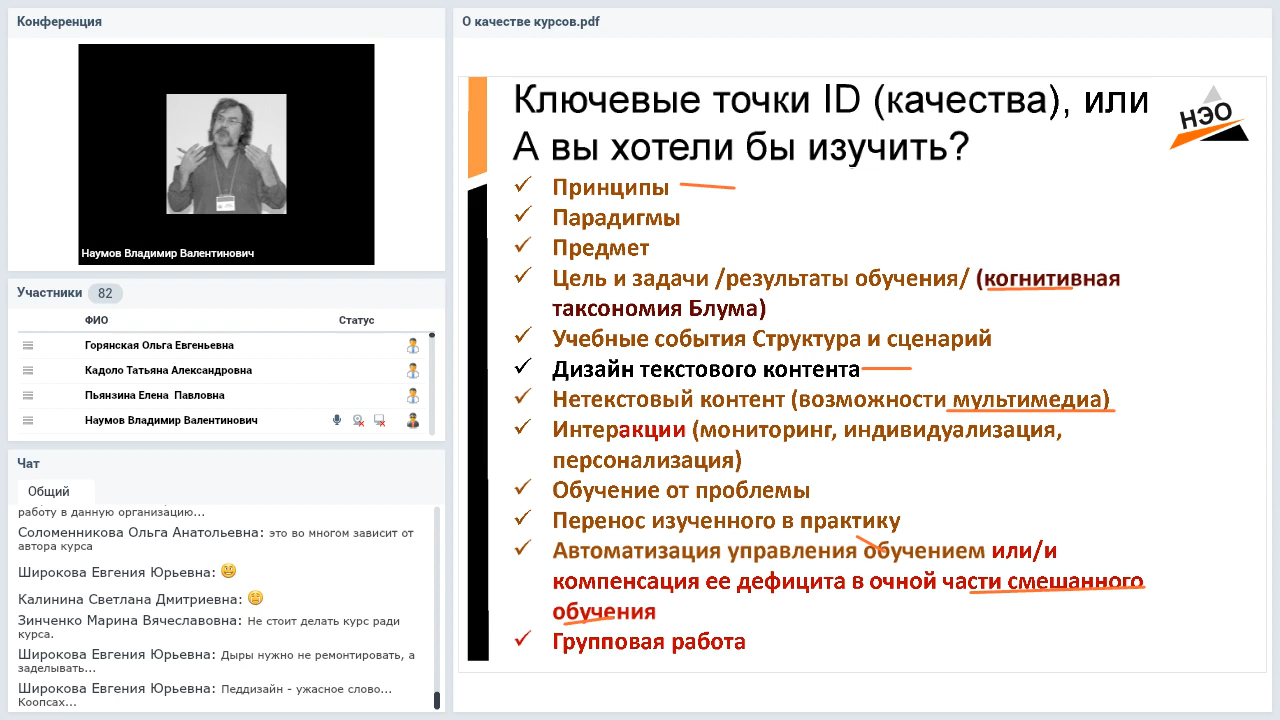 Конференция
Наумов Владимир Валентинович
Участники 82
ФИО Статус
Горянская Ольга Евгеньевна
Кадоло Татьяна Александровна
Пьянзина Елена Павловна
Наумов Владимир Валентинович
Чат
Общий
работу в данную организацию...
Соломенникова Ольга Анатольевна: это во многом зависит от
автора курса
Широкова Евгения Юрьевна:
Калинина Светлана Дмитриевна:
Зинченко Марина Вячеславовна: Не стоит делать курс ради
курса.
Широкова Евгения Юрьевна: Дыры нужно не ремонтировать, а
заделывать...
Широкова Евгения Юрьевна: Педдизайн - ужасное слово...
Коопсах...
О качестве курсов.pdf
Ключевые точки ID (качества), или
А вы хотели бы изучить?
НЭО
Принципы
Парадигмы
Предмет
Цель и задачи /результаты обучения/ (когнитивная
таксономия Блума)
Учебные события Структура и сценарий
Дизайн текстового контента
Нетекстовый контент (возможности мультимедиа)
Интеракции (мониторинг, индивидуализация,
персонализация)
Обучение от проблемы
Перенос изученного в практику
Автоматизация управления обучением или/и
компенсация ее дефицита в очной части смешанного
обучения
Групповая работа